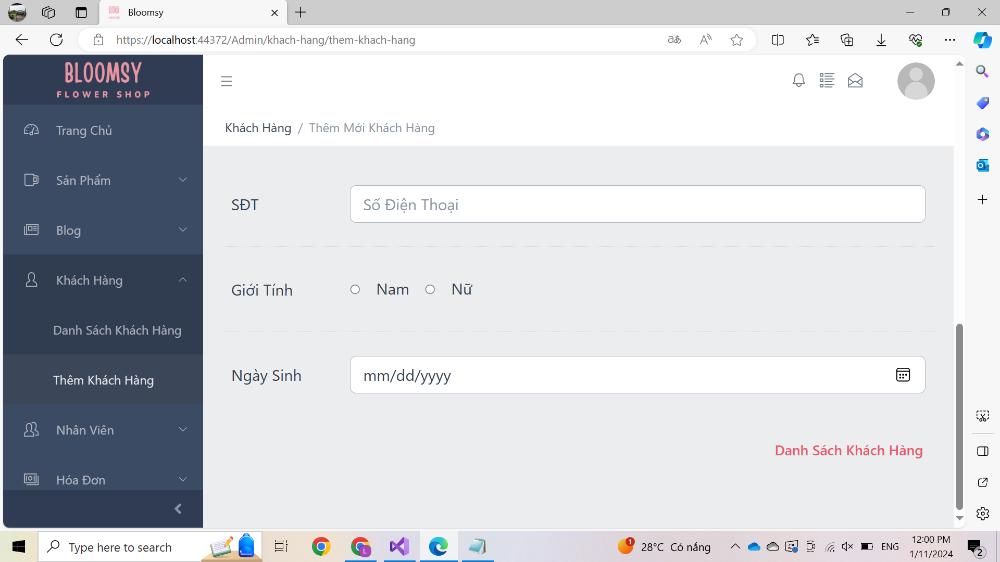 Bloomsy
https://localhost:44372/Admin/khach-hang/them-khach-hang
BLOOMSY
FLOWER SHOP
Khách Hàng / Thêm Mới Khách Hàng
Trang Chủ
Sản Phẩm
Blog
Khách Hàng
Danh Sách Khách Hàng
Thêm Khách Hàng
Nhân Viên
Hóa Đơn
SĐT
Số Điện Thoại
Giới Tính
Nam
Nữ
Ngày Sinh
mm/dd/yyyy
Danh Sách Khách Hàng
Type here to search
L
1
28°C Có nắng
ENG
12:00 PM
1/11/2024
2